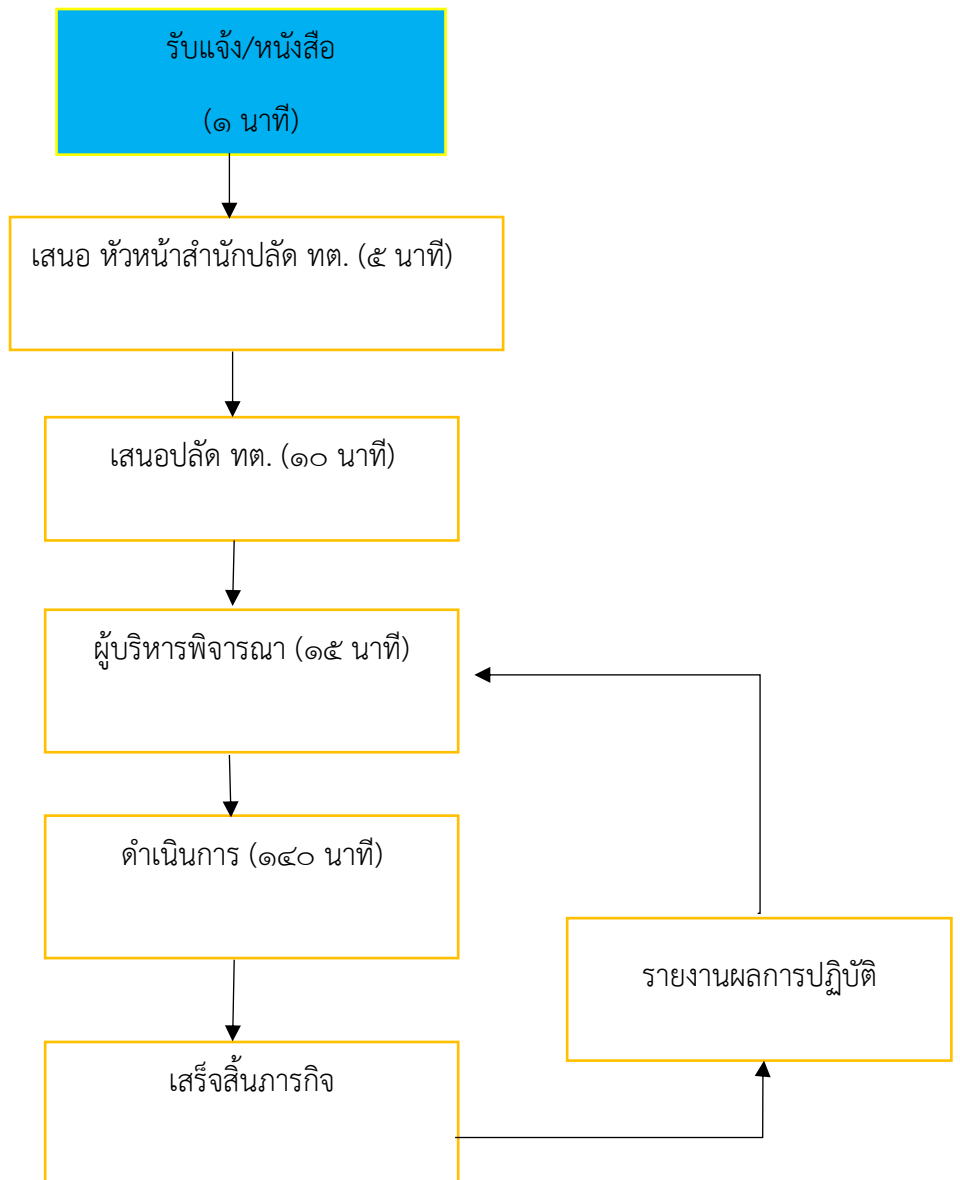 รับแจ้ง/หนังสือ
(๑ นาที)
เสนอ หัวหน้าสำนักปลัด ทต. (๕ นาที)
เสนอปลัด ทต. (๑๐ นาที)
ผู้บริหารพิจารณา (๑๕ นาที)
ดำเนินการ (๑๔๐ นาที)
รายงานผลการปฏิบัติ
เสร็จสิ้นภารกิจ